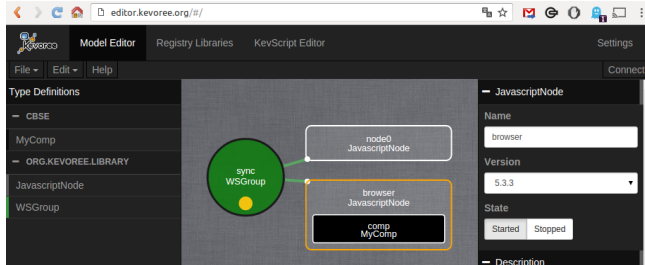 editor.kevoree.org/#/
Kevoree
Model Editor
Registry Libraries
KevScript Editor
Settings
File
Edit
Help
Connect
Type Definitions
CBSE
MyComp
ORG.KEVOREE.LIBRARY
JavascriptNode
WSGroup
sync
WSGroup
node0
JavascriptNode
browser
JavascriptNode
comp
MyComp
JavascriptNode
Name
browser
Version
5.3.3
State
Started
Stopped
Description